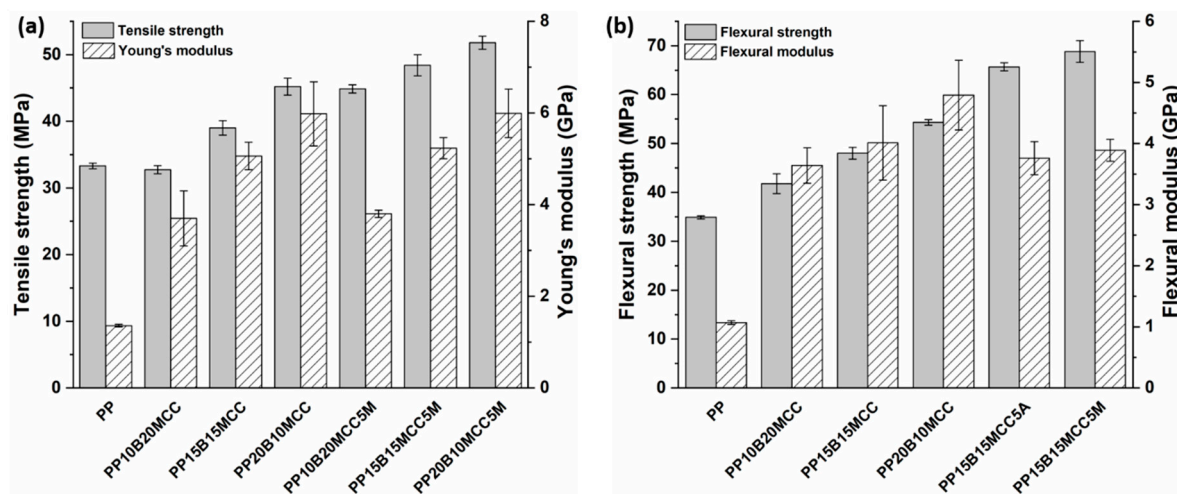 (a)
Tensile strength
Young's modulus
Tensile strength (MPa)
50
40
30
20
10
0
8
6
4
2
0
Young's modulus (GPa)
PP
PP10B20MCC
PP15B15MCC
PP20B10MCC
PP10B20MCC5M
PP15B15MCC5M
PP20B10MCC5M
(b)
Flexural strength
Flexural modulus
Flexural strength (MPa)
70
60
50
40
30
20
10
0
6
5
4
3
2
1
0
Flexural modulus (GPa)
PP
PP10B20MCC
PP15B15MCC
PP20B10MCC
PP15B15MCC5A
PP15B15MCC5M